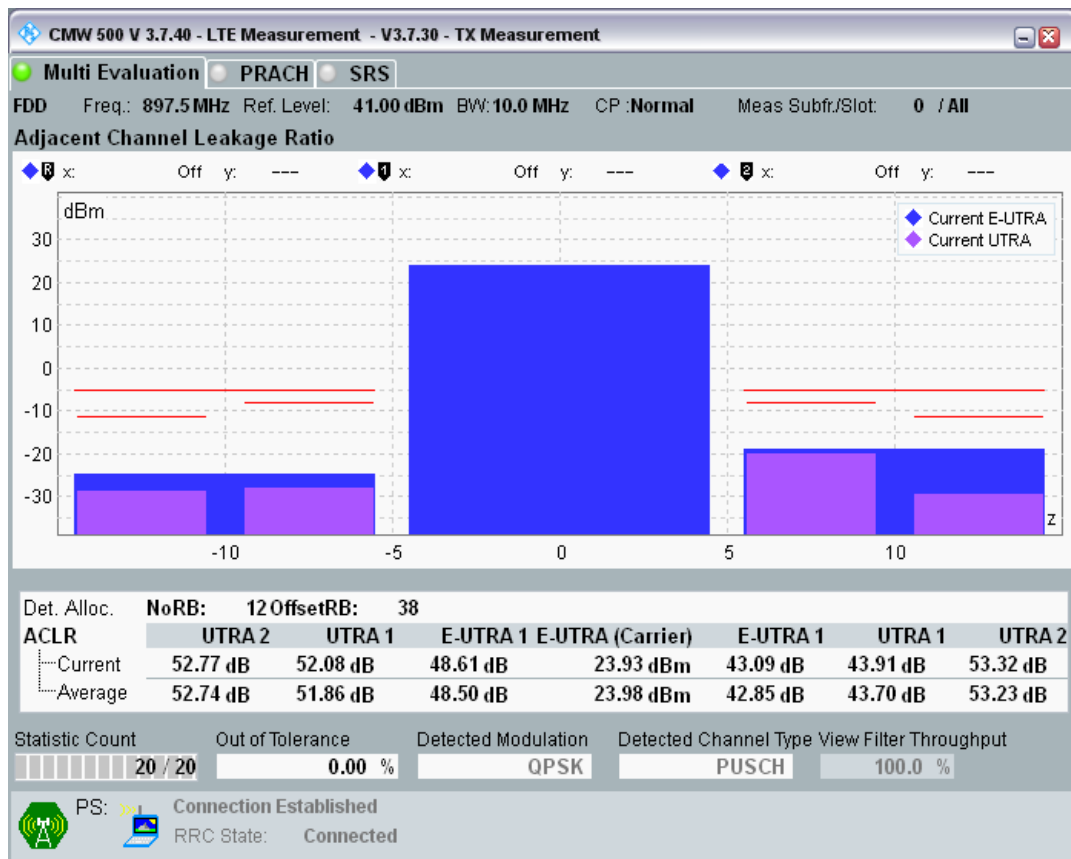 CMW 500 V 3.7.40 - LTE Measurement - V3.7.30 - TX Measurement
Multi Evaluation PRACH SRS
FDD Freq.: 897.5 MHz Ref. Level: 41.00 dBm BW: 10.0 MHz CP :Normal Meas Subfr./Slot: 0 / All
Adjacent Channel Leakage Ratio
R x: Off y: --- 1 x: Off y: --- 2 x: Off y: ---
dBm
Current E-UTRA
Current UTRA
30
20
10
0
-10
-20
-30
z
-10 -5 0 5 10
Det. Alloc. NoRB: 12 OffsetRB: 38
ACLR UTRA 2 UTRA 1 E-UTRA 1 E-UTRA (Carrier) E-UTRA 1 UTRA 1 UTRA 2
Current 52.77 dB 52.08 dB 48.61 dB 23.93 dBm 43.09 dB 43.91 dB 53.32 dB
Average 52.74 dB 51.86 dB 48.50 dB 23.98 dBm 42.85 dB 43.70 dB 53.23 dB
Statistic Count Out of Tolerance Detected Modulation Detected Channel Type View Filter Throughput
20 / 20 0.00 % QPSK PUSCH 100.0 %
PS: Connection Established
RRC State: Connected